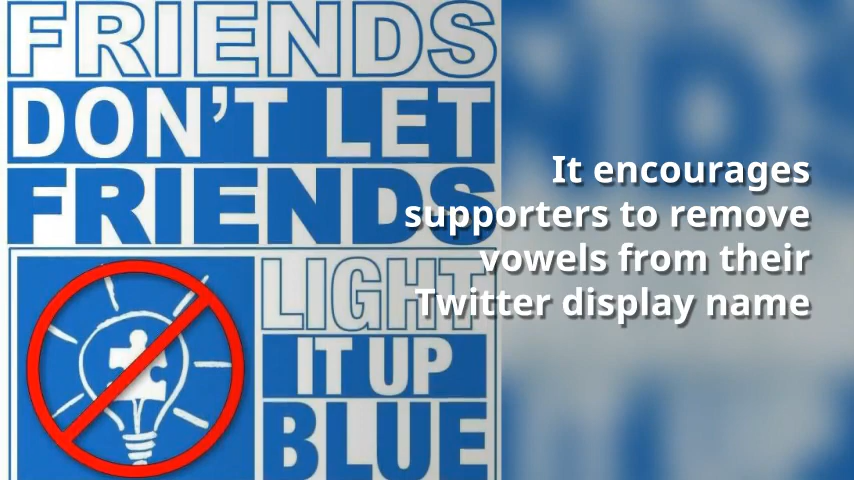 FRIENDS
DON'T LET
FRIENDS
LIGHT
IT UP
BLUE
It encourages
supporters to remove
vowels from their
Twitter display name